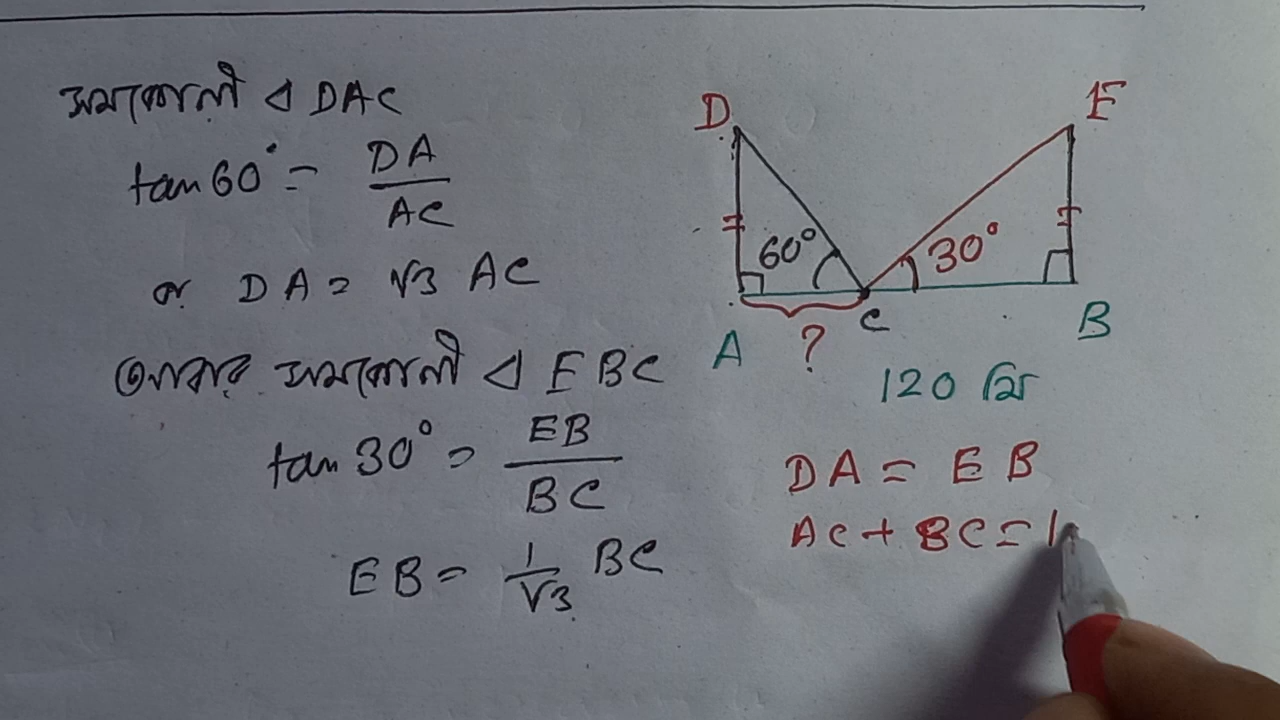 সমকোণী ⊲ DAC
tan 60° = DA / AC
বা DA = √3 AC
আবার সমকোণী ⊲ EBC
tan 30° = EB / BC
EB = 1/√3 BC
D
E
60°
30°
A
?
C
B
120 মি
DA = EB
AC + BC = 1